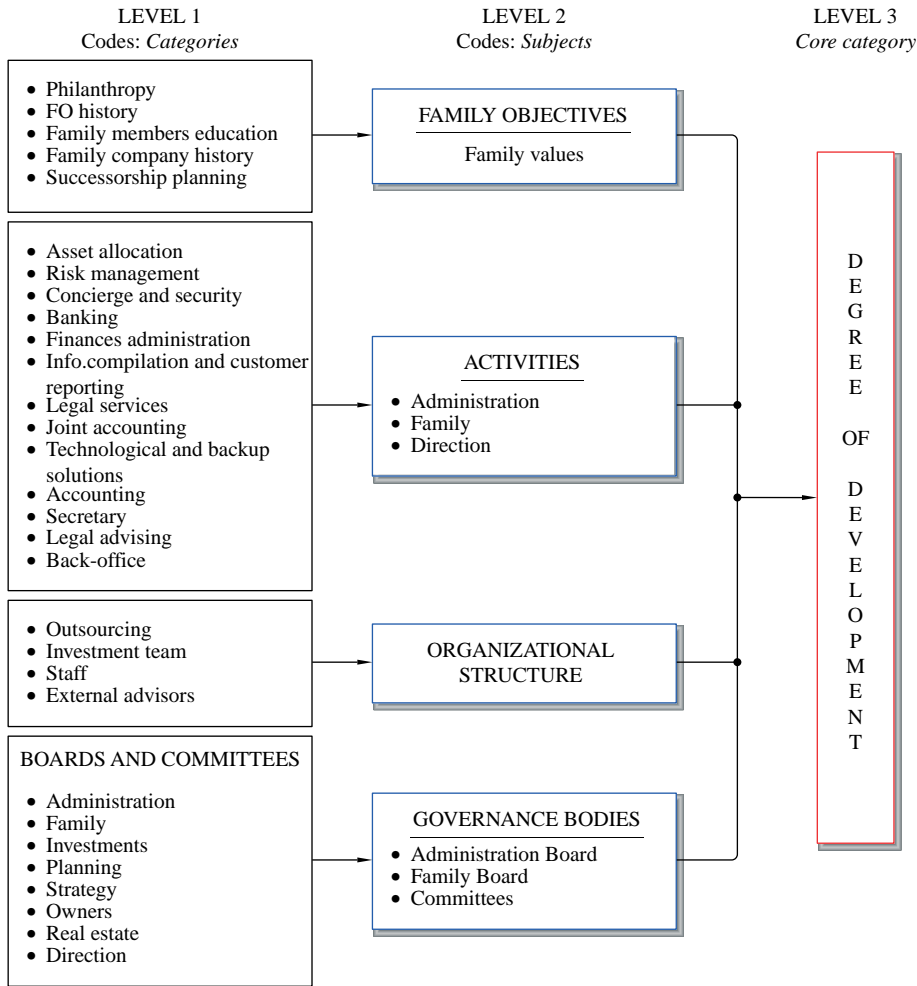 LEVEL 1
Codes: Categories
LEVEL 2
Codes: Subjects
LEVEL 3
Core category
• Philanthropy
• FO history
• Family members education
• Family company history
• Successorship planning
FAMILY OBJECTIVES
Family values
• Asset allocation
• Risk management
• Concierge and security
• Banking
• Finances administration
• Info.compilation and customer
reporting
• Legal services
• Joint accounting
• Technological and backup
solutions
• Accounting
• Secretary
• Legal advising
• Back-office
ACTIVITIES
• Administration
• Family
• Direction
• Outsourcing
• Investment team
• Staff
• External advisors
ORGANIZATIONAL
STRUCTURE
BOARDS AND COMMITTEES
• Administration
• Family
• Investments
• Planning
• Strategy
• Owners
• Real estate
• Direction
GOVERNANCE BODIES
• Administration Board
• Family Board
• Committees
DEGREE OF DEVELOPMENT